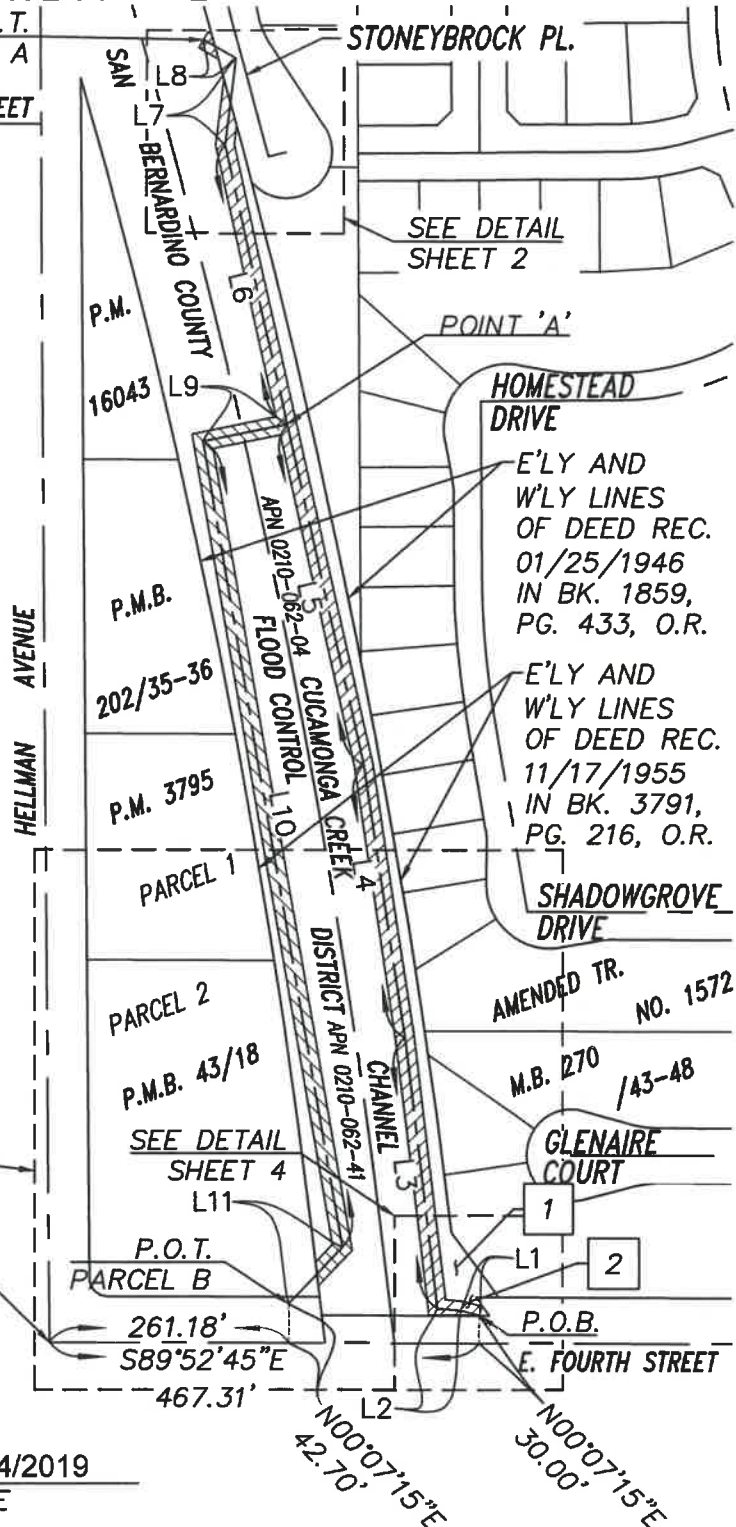 .T.
A
STONEYBROCK PL.
EET
L8
L7
SAN
BERNARDINO COUNTY
SEE DETAIL
SHEET 2
L6
P.M.
16043
POINT 'A'
L9
HOMESTEAD
DRIVE
E'LY AND
W'LY LINES
OF DEED REC.
01/25/1946
IN BK. 1859,
PG. 433, O.R.
APN 0210-062-04
CUCAMONGA CREEK
L5
FLOOD CONTROL
P.M.B.
202/35-36
HELLMAN AVENUE
E'LY AND
W'LY LINES
OF DEED REC.
11/17/1955
IN BK. 3791,
PG. 216, O.R.
P.M. 3795
L10
L4
PARCEL 1
SHADOWGROVE
DRIVE
DISTRICT
APN 0210-062-41
CHANNEL
PARCEL 2
P.M.B. 43/18
AMENDED TR.
NO. 1572
M.B. 270
/43-48
SEE DETAIL
SHEET 4
L3
GLENAIRE
COURT
L11
1
P.O.T.
PARCEL B
L1
2
261.18'
P.O.B.
S89°52'45"E
E. FOURTH STREET
467.31'
L2
N00°07'15"E
42.70'
N00°07'15"E
30.00'
4/2019
E